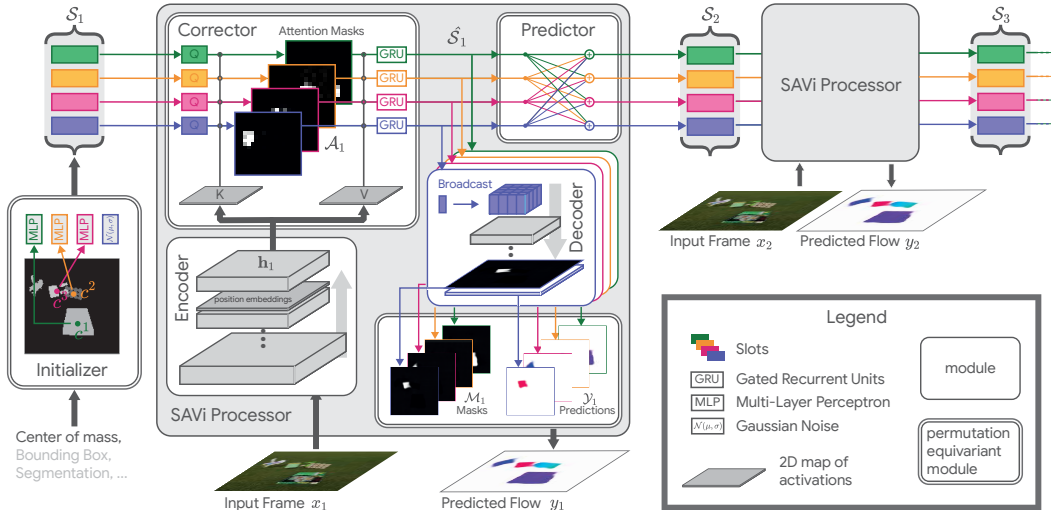 S₁
Corrector
Attention Masks
Ŝ₁
Predictor
S₂
S₃
Q
Q
Q
Q
GRU
GRU
GRU
GRU
A₁
K
V
SAVi Processor
MLP
MLP
MLP
N(μ,σ)
c³
c²
c¹
Initializer
Center of mass,
Bounding Box,
Segmentation, ...
Encoder
h₁
position embeddings
SAVi Processor
Broadcast
Decoder
M₁
Masks
Y₁
Predictions
Input Frame x₁
Predicted Flow y₁
Input Frame x₂
Predicted Flow y₂
Legend
Slots
GRU Gated Recurrent Units
MLP Multi-Layer Perceptron
N(μ,σ) Gaussian Noise
2D map of
activations
module
permutation
equivariant
module